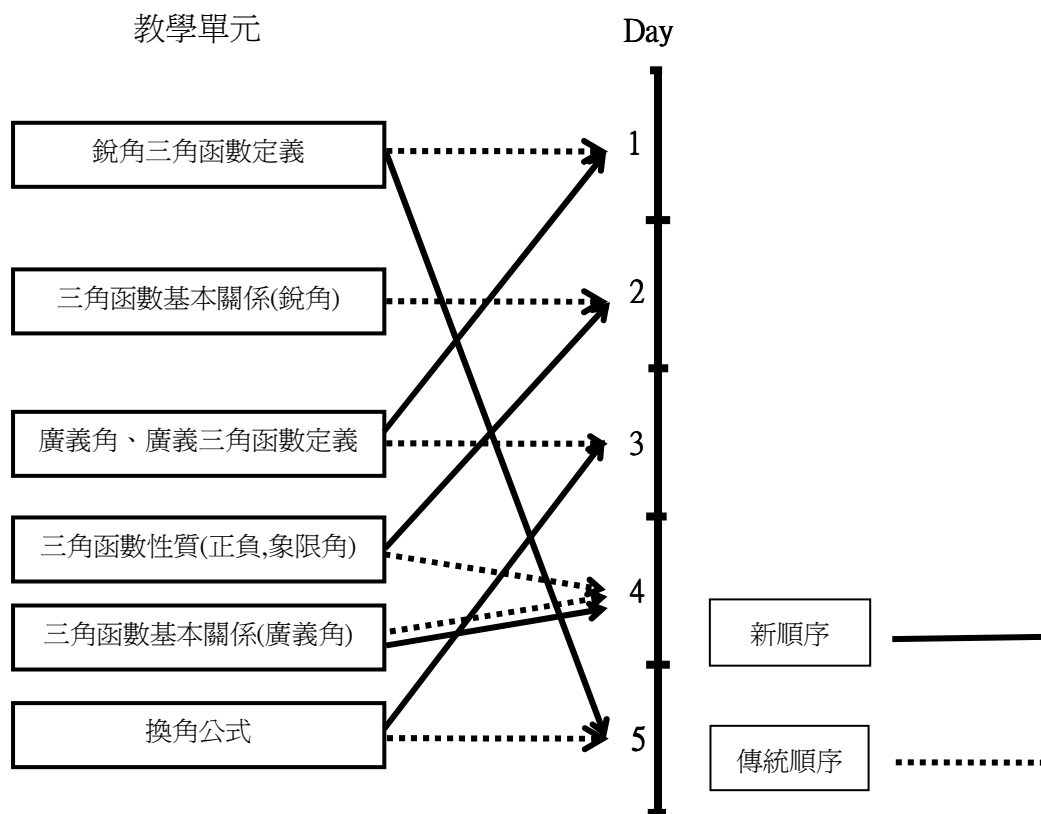 教學單元
Day
銳角三角函數定義
1
三角函數基本關係(銳角)
2
廣義角、廣義三角函數定義
3
三角函數性質(正負,象限角)
4
三角函數基本關係(廣義角)
換角公式
5
新順序
傳統順序